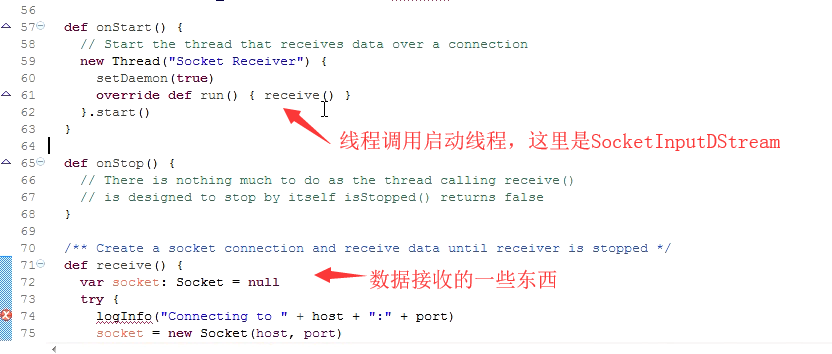 56
57 def onStart() {
58 // Start the thread that receives data over a connection
59 new Thread("Socket Receiver") {
60 setDaemon(true)
61 override def run() { receive() }
62 }.start()
63 }
64
65 def onStop() {
66 // There is nothing much to do as the thread calling receive()
67 // is designed to stop by itself isStopped() returns false
68 }
69
70 /** Create a socket connection and receive data until receiver is stopped */
71 def receive() {
72 var socket: Socket = null
73 try {
74 logInfo("Connecting to " + host + ":" + port)
75 socket = new Socket(host, port)
线程调用启动线程，这里是SocketInputDStream
数据接收的一些东西